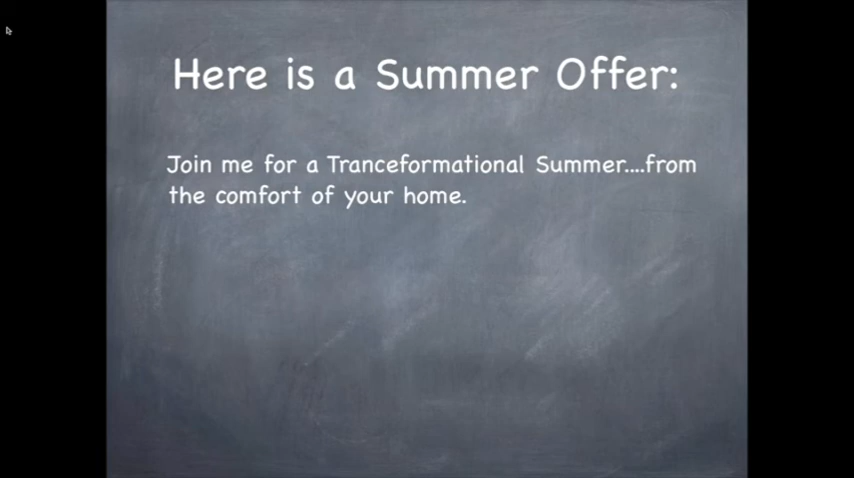 Here is a Summer Offer:
Join me for a Tranceformational Summer....from
the comfort of your home.